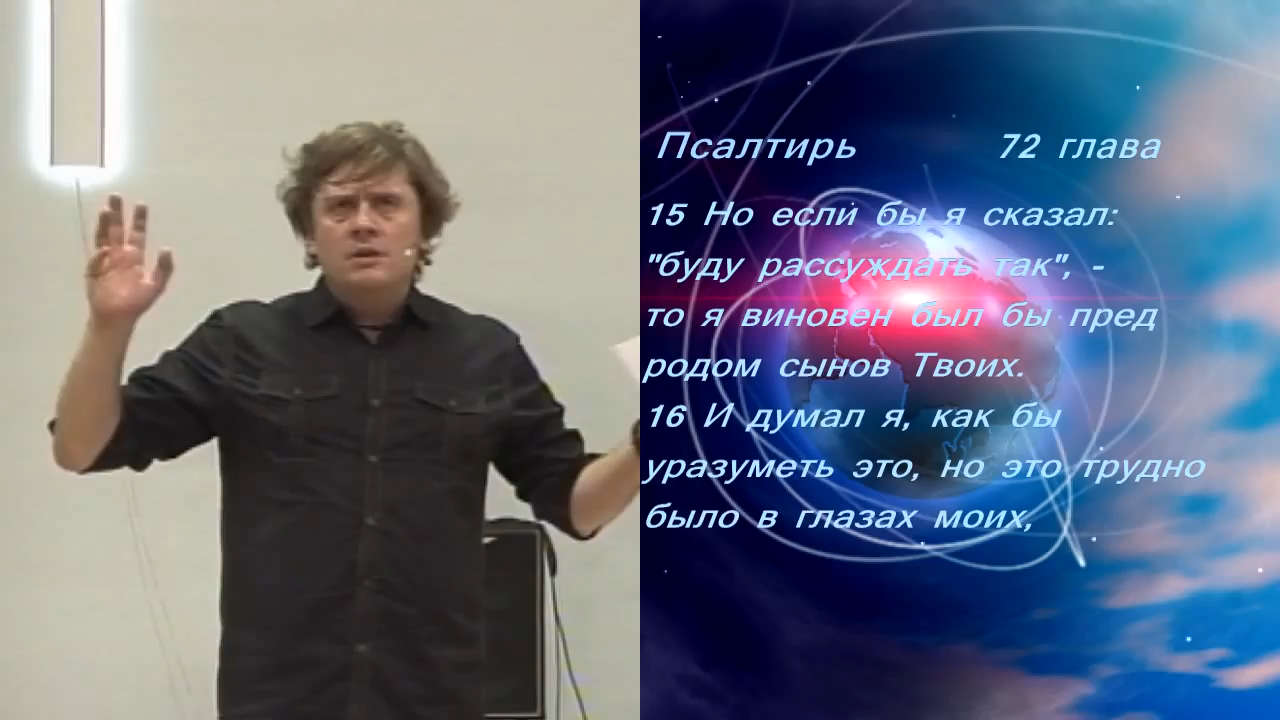 Псалтирь 72 глава
15 Но если бы я сказал:
"буду рассуждать так", -
то я виновен был бы пред
родом сынов Твоих.
16 И думал я, как бы
уразуметь это, но это трудно
было в глазах моих,